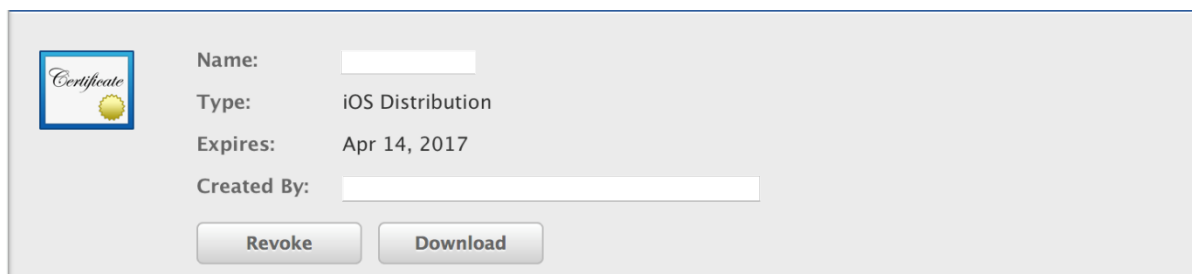 Certificate
Name:
Type: iOS Distribution
Expires: Apr 14, 2017
Created By:
Revoke Download